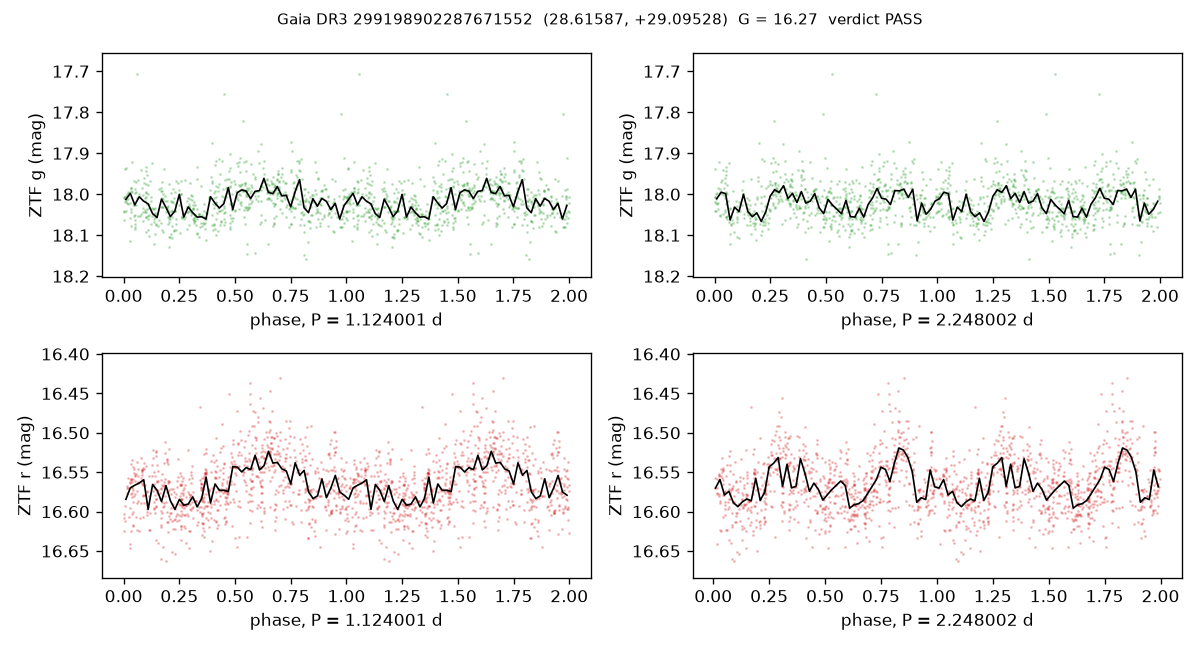 Gaia DR3 299198902287671552  (28.61587, +29.09528)  G = 16.27  verdict PASS
ZTF g (mag)
17.7
17.8
17.9
18.0
18.1
18.2
0.00 0.25 0.50 0.75 1.00 1.25 1.50 1.75 2.00
phase, P = 1.124001 d
ZTF g (mag)
17.7
17.8
17.9
18.0
18.1
18.2
0.00 0.25 0.50 0.75 1.00 1.25 1.50 1.75 2.00
phase, P = 2.248002 d
ZTF r (mag)
16.40
16.45
16.50
16.55
16.60
16.65
0.00 0.25 0.50 0.75 1.00 1.25 1.50 1.75 2.00
phase, P = 1.124001 d
ZTF r (mag)
16.40
16.45
16.50
16.55
16.60
16.65
0.00 0.25 0.50 0.75 1.00 1.25 1.50 1.75 2.00
phase, P = 2.248002 d